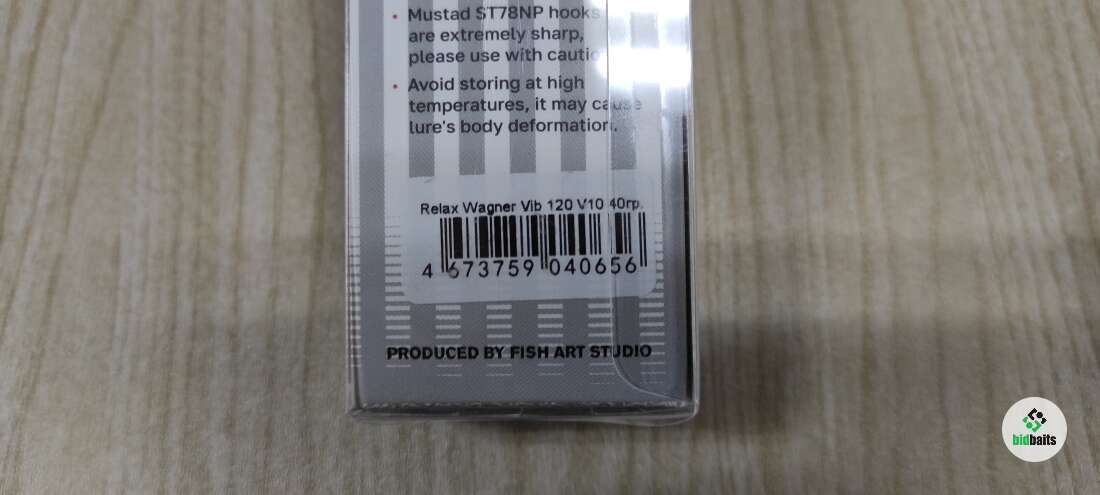 • Mustad ST78NP hooks
are extremely sharp,
please use with cautio
• Avoid storing at high
temperatures, it may cause
lure's body deformation.
Relax Wagner Vib 120 V10 40гр.
4 673759 040656
PRODUCED BY FISH ART STUDIO
bidbaits